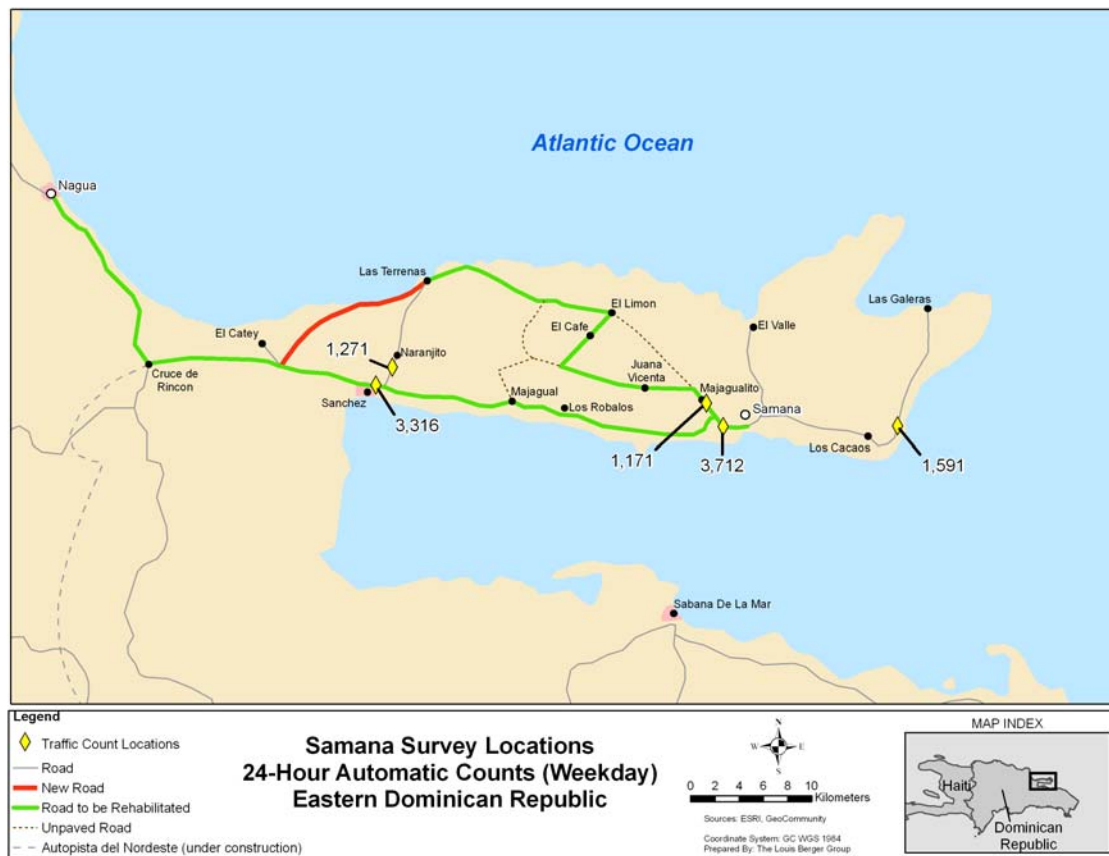 Atlantic Ocean
Nagua
Las Terrenas
Las Galeras
El Limon
El Catey
El Cafe
El Valle
1,271
Naranjito
Cruce de
Rincon
Juana
Vicenta
Majagualito
Sanchez
Majagual
Los Robalos
Samana
3,316
1,171
3,712
Los Cacaos
1,591
Sabana De La Mar
Legend
Traffic Count Locations
Road
New Road
Road to be Rehabilitated
Unpaved Road
Autopista del Nordeste (under construction)
Samana Survey Locations
24-Hour Automatic Counts (Weekday)
Eastern Dominican Republic
N
W E
S
0 2 4 6 8 10
Kilometers
Sources: ESRI, GeoCommunity
Coordinate System: GC WGS 1984
Prepared By: The Louis Berger Group
MAP INDEX
Haiti
Dominican
Republic